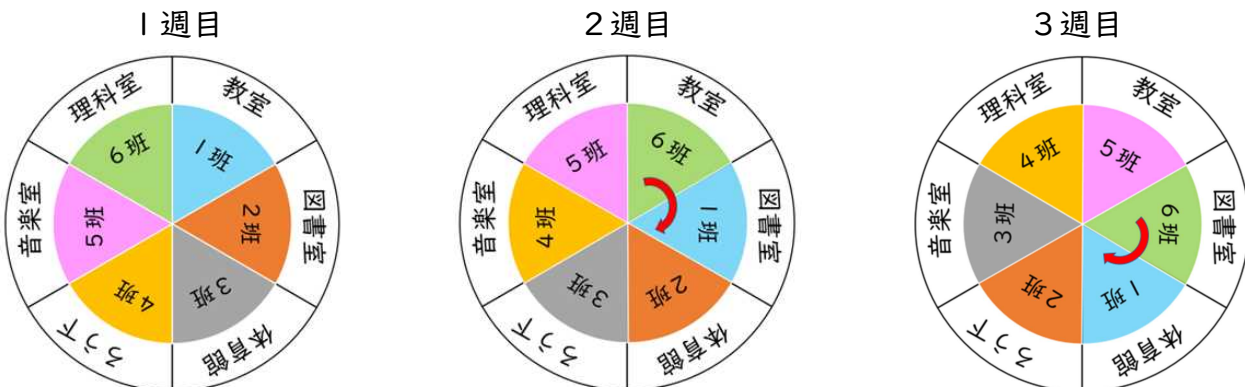 1週目
教室
図書室
体育館
ろう下
音楽室
理科室
1班
2班
3班
4班
5班
6班
2週目
教室
図書室
体育館
ろう下
音楽室
理科室
6班
1班
2班
3班
4班
5班
3週目
教室
図書室
体育館
ろう下
音楽室
理科室
5班
6班
1班
2班
3班
4班